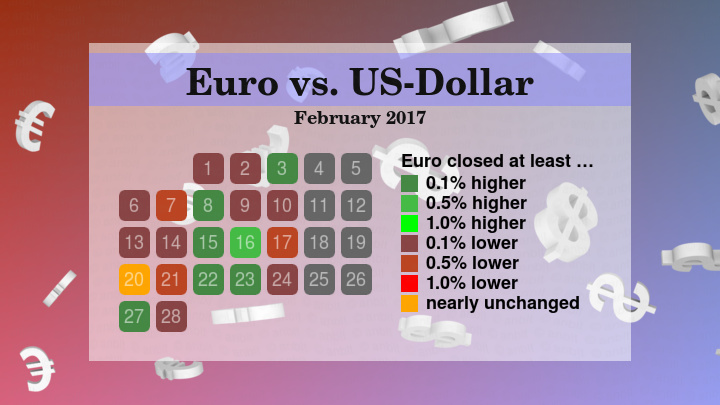 Euro vs. US-Dollar
February 2017
1 2 3 4 5
6 7 8 9 10 11 12
13 14 15 16 17 18 19
20 21 22 23 24 25 26
27 28
Euro closed at least ...
0.1% higher
0.5% higher
1.0% higher
0.1% lower
0.5% lower
1.0% lower
nearly unchanged